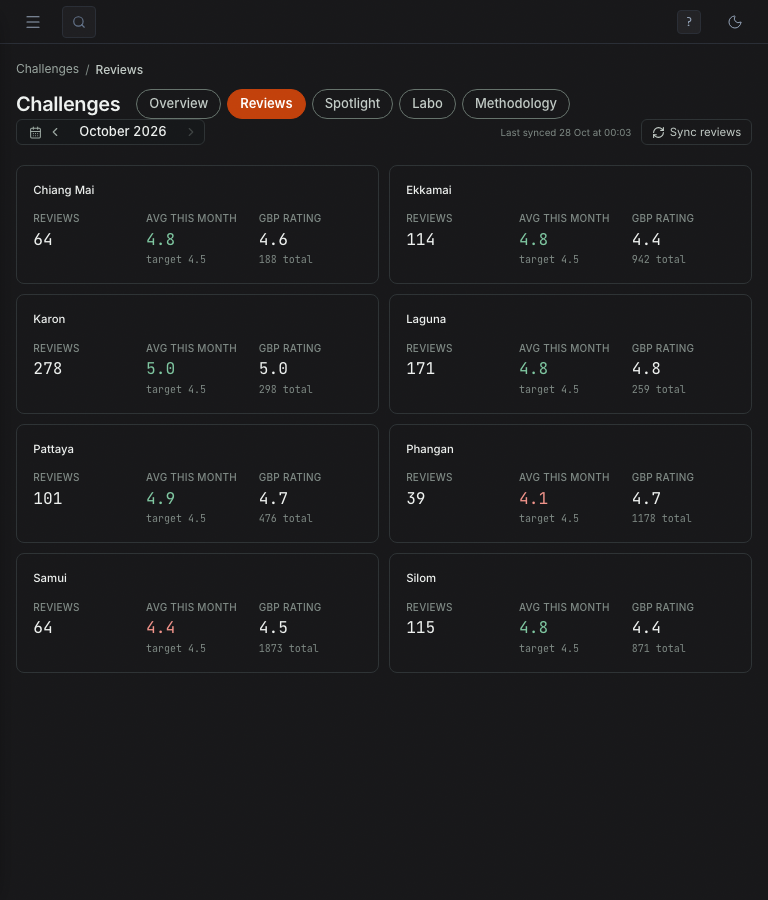 ?
Challenges / Reviews
Challenges Overview Reviews Spotlight Labo Methodology
October 2026 Last synced 28 Oct at 00:03 Sync reviews
Chiang Mai
REVIEWS AVG THIS MONTH GBP RATING
64 4.8 4.6
target 4.5 188 total
Ekkamai
REVIEWS AVG THIS MONTH GBP RATING
114 4.8 4.4
target 4.5 942 total
Karon
REVIEWS AVG THIS MONTH GBP RATING
278 5.0 5.0
target 4.5 298 total
Laguna
REVIEWS AVG THIS MONTH GBP RATING
171 4.8 4.8
target 4.5 259 total
Pattaya
REVIEWS AVG THIS MONTH GBP RATING
101 4.9 4.7
target 4.5 476 total
Phangan
REVIEWS AVG THIS MONTH GBP RATING
39 4.1 4.7
target 4.5 1178 total
Samui
REVIEWS AVG THIS MONTH GBP RATING
64 4.4 4.5
target 4.5 1873 total
Silom
REVIEWS AVG THIS MONTH GBP RATING
115 4.8 4.4
target 4.5 871 total